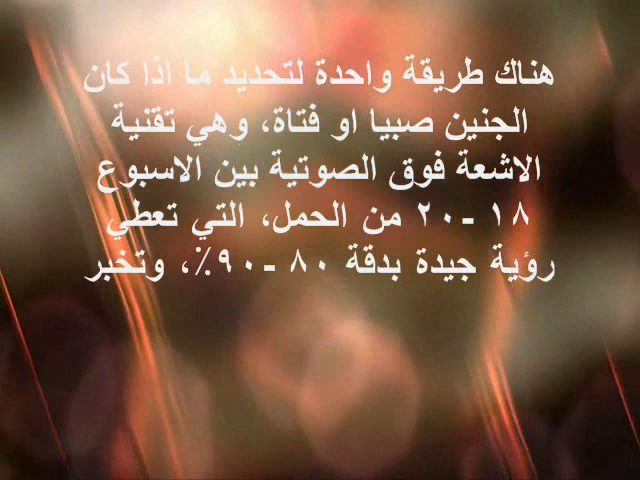 هناك طريقة واحدة لتحديد ما اذا كان
الجنين صبيا او فتاة، وهي تقنية
الاشعة فوق الصوتية بين الاسبوع
١٨ -٢٠ من الحمل، التي تعطي
رؤية جيدة بدقة ٨٠ -٩٠٪، وتخبر